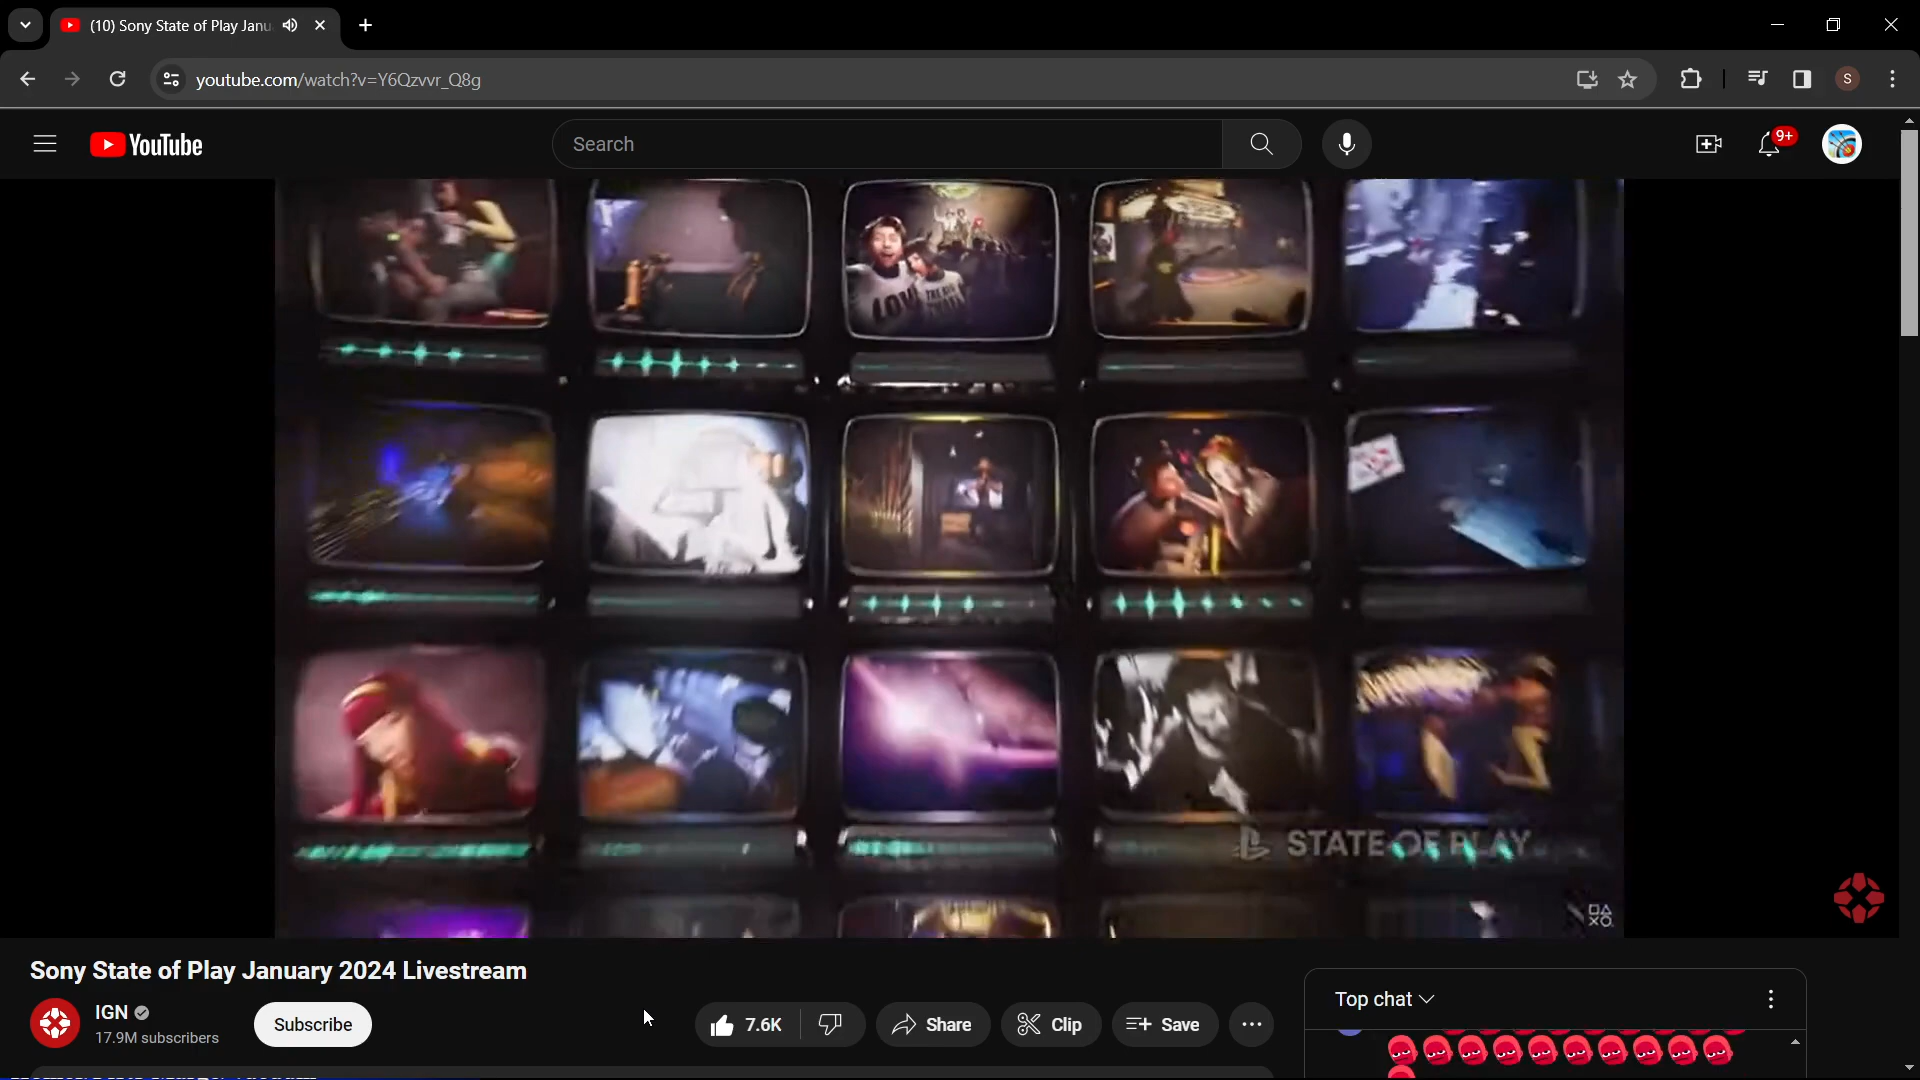 (10) Sony State of Play Janu
youtube.com/watch?v=Y6Qzvvr_Q8g
YouTube
Search
9+
S
LOVE
STATE OF PLAY
Sony State of Play January 2024 Livestream
IGN
17.9M subscribers
Subscribe
7.6K
Share
Clip
Save
Top chat